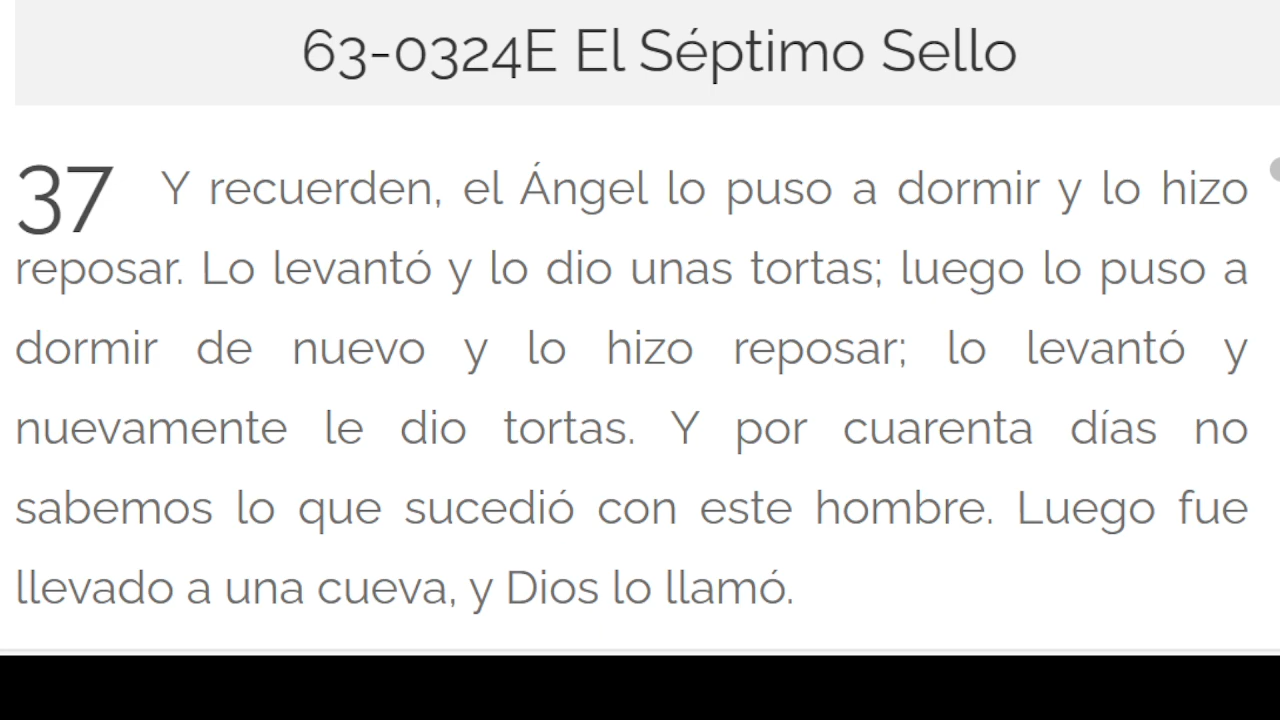 63-0324E El Séptimo Sello
37 Y recuerden, el Ángel lo puso a dormir y lo hizo
reposar. Lo levantó y lo dio unas tortas; luego lo puso a
dormir de nuevo y lo hizo reposar; lo levantó y
nuevamente le dio tortas. Y por cuarenta días no
sabemos lo que sucedió con este hombre. Luego fue
llevado a una cueva, y Dios lo llamó.